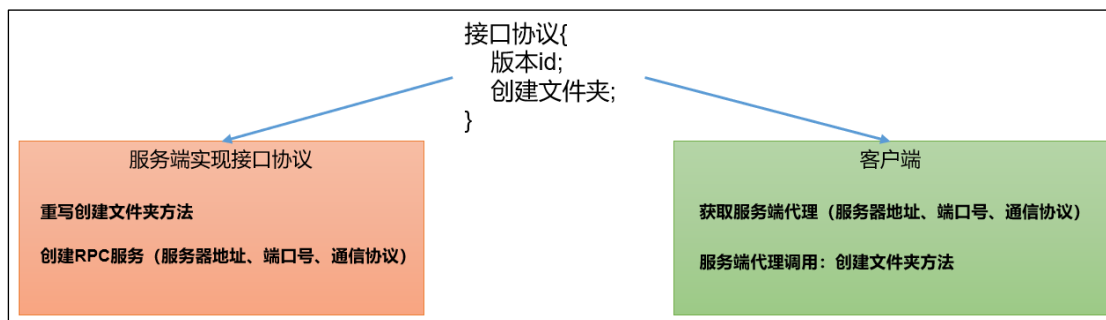 接口协议{
版本id;
创建文件夹;
}
服务端实现接口协议
重写创建文件夹方法
创建RPC服务（服务器地址、端口号、通信协议）
客户端
获取服务端代理（服务器地址、端口号、通信协议）
服务端代理调用：创建文件夹方法